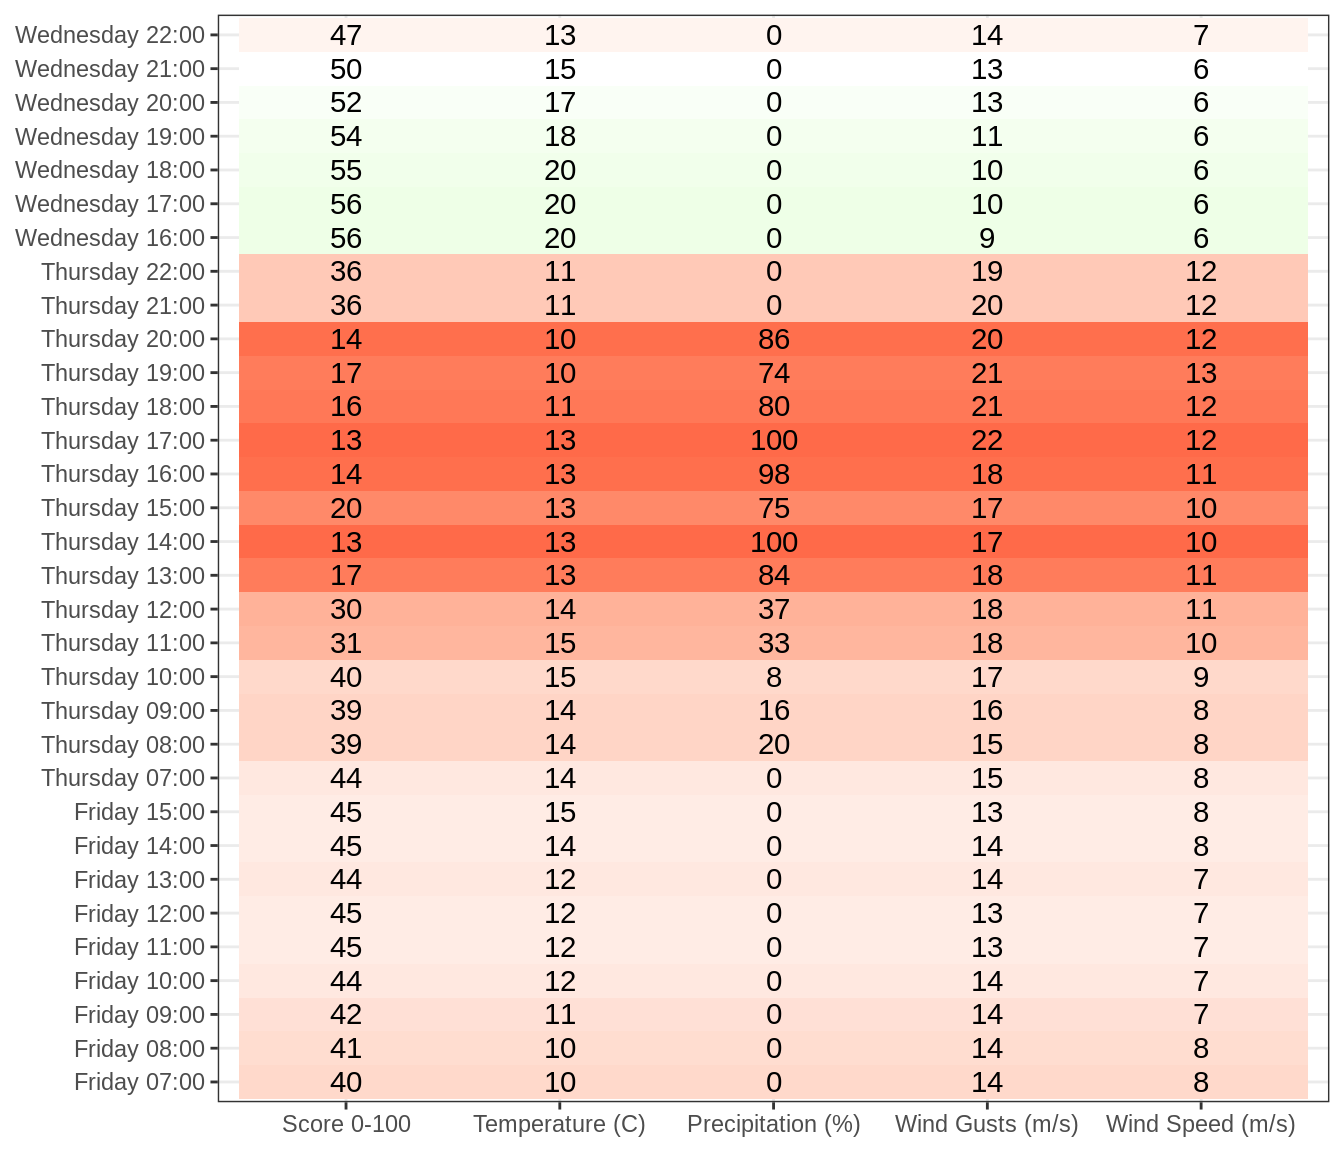 Wednesday 22:00 47 13 0 14 7
Wednesday 21:00 50 15 0 13 6
Wednesday 20:00 52 17 0 13 6
Wednesday 19:00 54 18 0 11 6
Wednesday 18:00 55 20 0 10 6
Wednesday 17:00 56 20 0 10 6
Wednesday 16:00 56 20 0 9 6
Thursday 22:00 36 11 0 19 12
Thursday 21:00 36 11 0 20 12
Thursday 20:00 14 10 86 20 12
Thursday 19:00 17 10 74 21 13
Thursday 18:00 16 11 80 21 12
Thursday 17:00 13 13 100 22 12
Thursday 16:00 14 13 98 18 11
Thursday 15:00 20 13 75 17 10
Thursday 14:00 13 13 100 17 10
Thursday 13:00 17 13 84 18 11
Thursday 12:00 30 14 37 18 11
Thursday 11:00 31 15 33 18 10
Thursday 10:00 40 15 8 17 9
Thursday 09:00 39 14 16 16 8
Thursday 08:00 39 14 20 15 8
Thursday 07:00 44 14 0 15 8
Friday 15:00 45 15 0 13 8
Friday 14:00 45 14 0 14 8
Friday 13:00 44 12 0 14 7
Friday 12:00 45 12 0 13 7
Friday 11:00 45 12 0 13 7
Friday 10:00 44 12 0 14 7
Friday 09:00 42 11 0 14 7
Friday 08:00 41 10 0 14 8
Friday 07:00 40 10 0 14 8
Score 0-100 Temperature (C) Precipitation (%) Wind Gusts (m/s) Wind Speed (m/s)